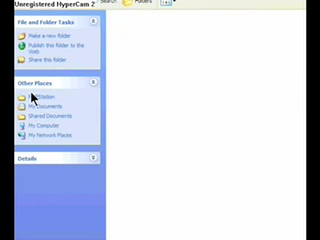 Unregistered HyperCam 2
Search
Folders
File and Folder Tasks
Make a new folder
Publish this folder to the
Web
Share this folder
Other Places
My Documents
Shared Documents
My Computer
My Network Places
Details